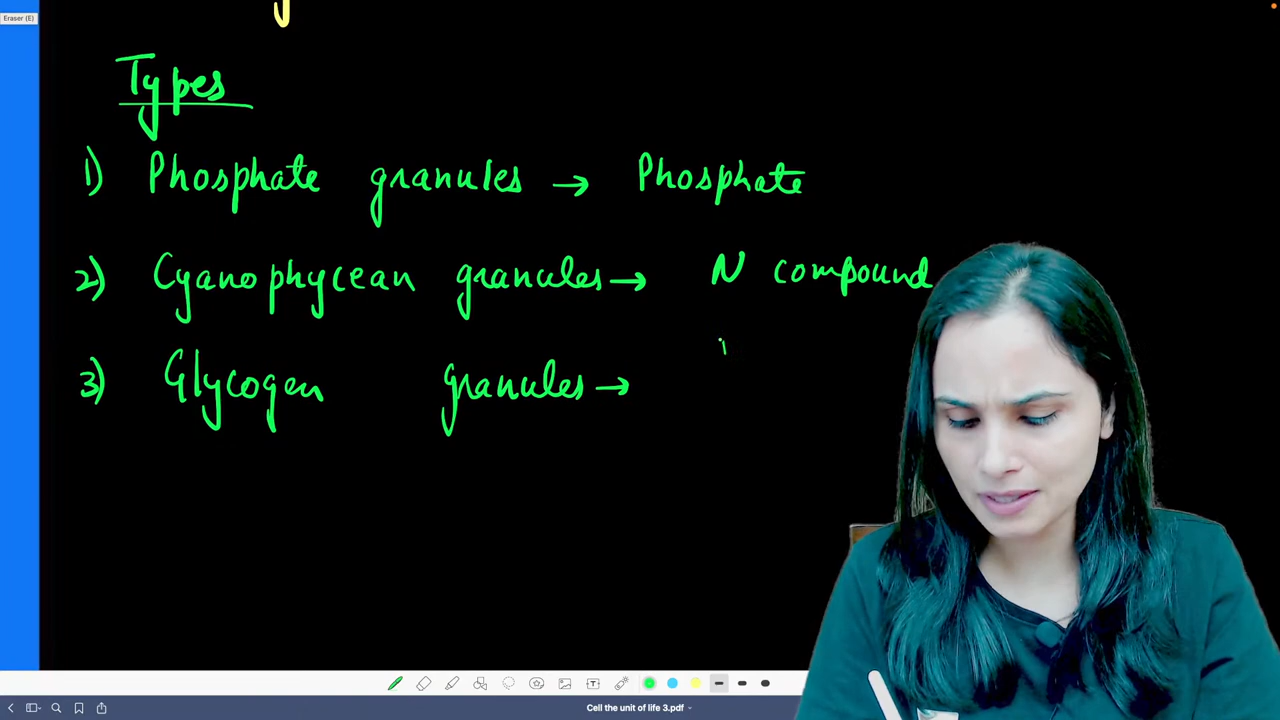 Eraser (E)
Types
1) Phosphate granules → Phosphate
2) Cyanophycean granules → N compound
3) Glycogen granules →
Cell the unit of life 3.pdf